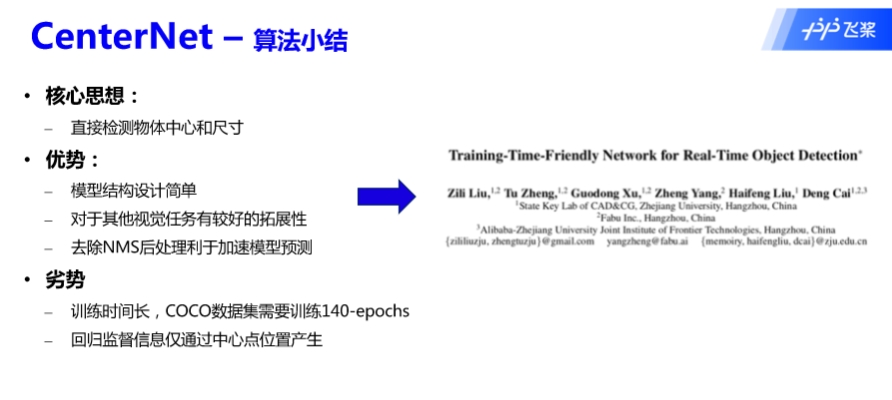 CenterNet – 算法小结
飞桨
• 核心思想：
– 直接检测物体中心和尺寸
• 优势：
– 模型结构设计简单
– 对于其他视觉任务有较好的拓展性
– 去除NMS后处理利于加速模型预测
• 劣势
– 训练时间长，COCO数据集需要训练140-epochs
– 回归监督信息仅通过中心点位置产生
Training-Time-Friendly Network for Real-Time Object Detection*
Zili Liu,1,2 Tu Zheng,1,2 Guodong Xu,1,2 Zheng Yang,2 Haifeng Liu,1 Deng Cai1,2,3
1State Key Lab of CAD&CG, Zhejiang University, Hangzhou, China
2Fabu Inc., Hangzhou, China
3Alibaba-Zhejiang University Joint Institute of Frontier Technologies, Hangzhou, China
{zililiuzju, zhengtuzju}@gmail.com yangzheng@fabu.ai {memoiry, haifengliu, dcai}@zju.edu.cn